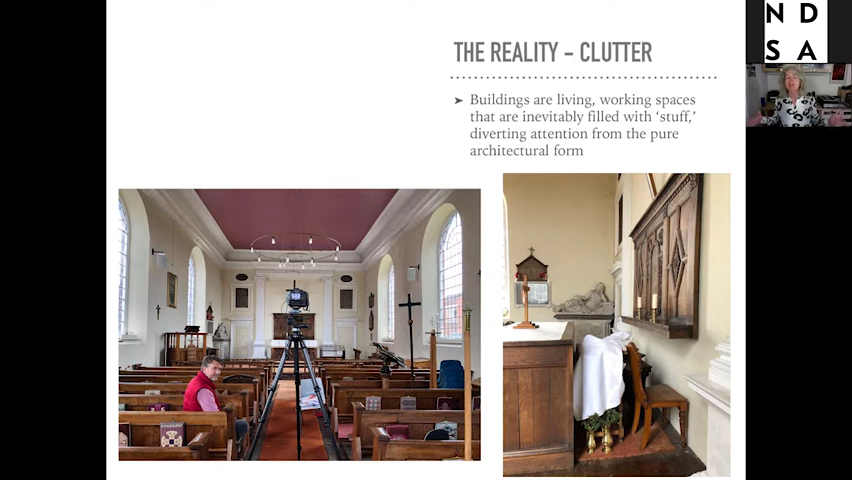 THE REALITY – CLUTTER
➤ Buildings are living, working spaces
that are inevitably filled with ‘stuff,’
diverting attention from the pure
architectural form
N D
S A